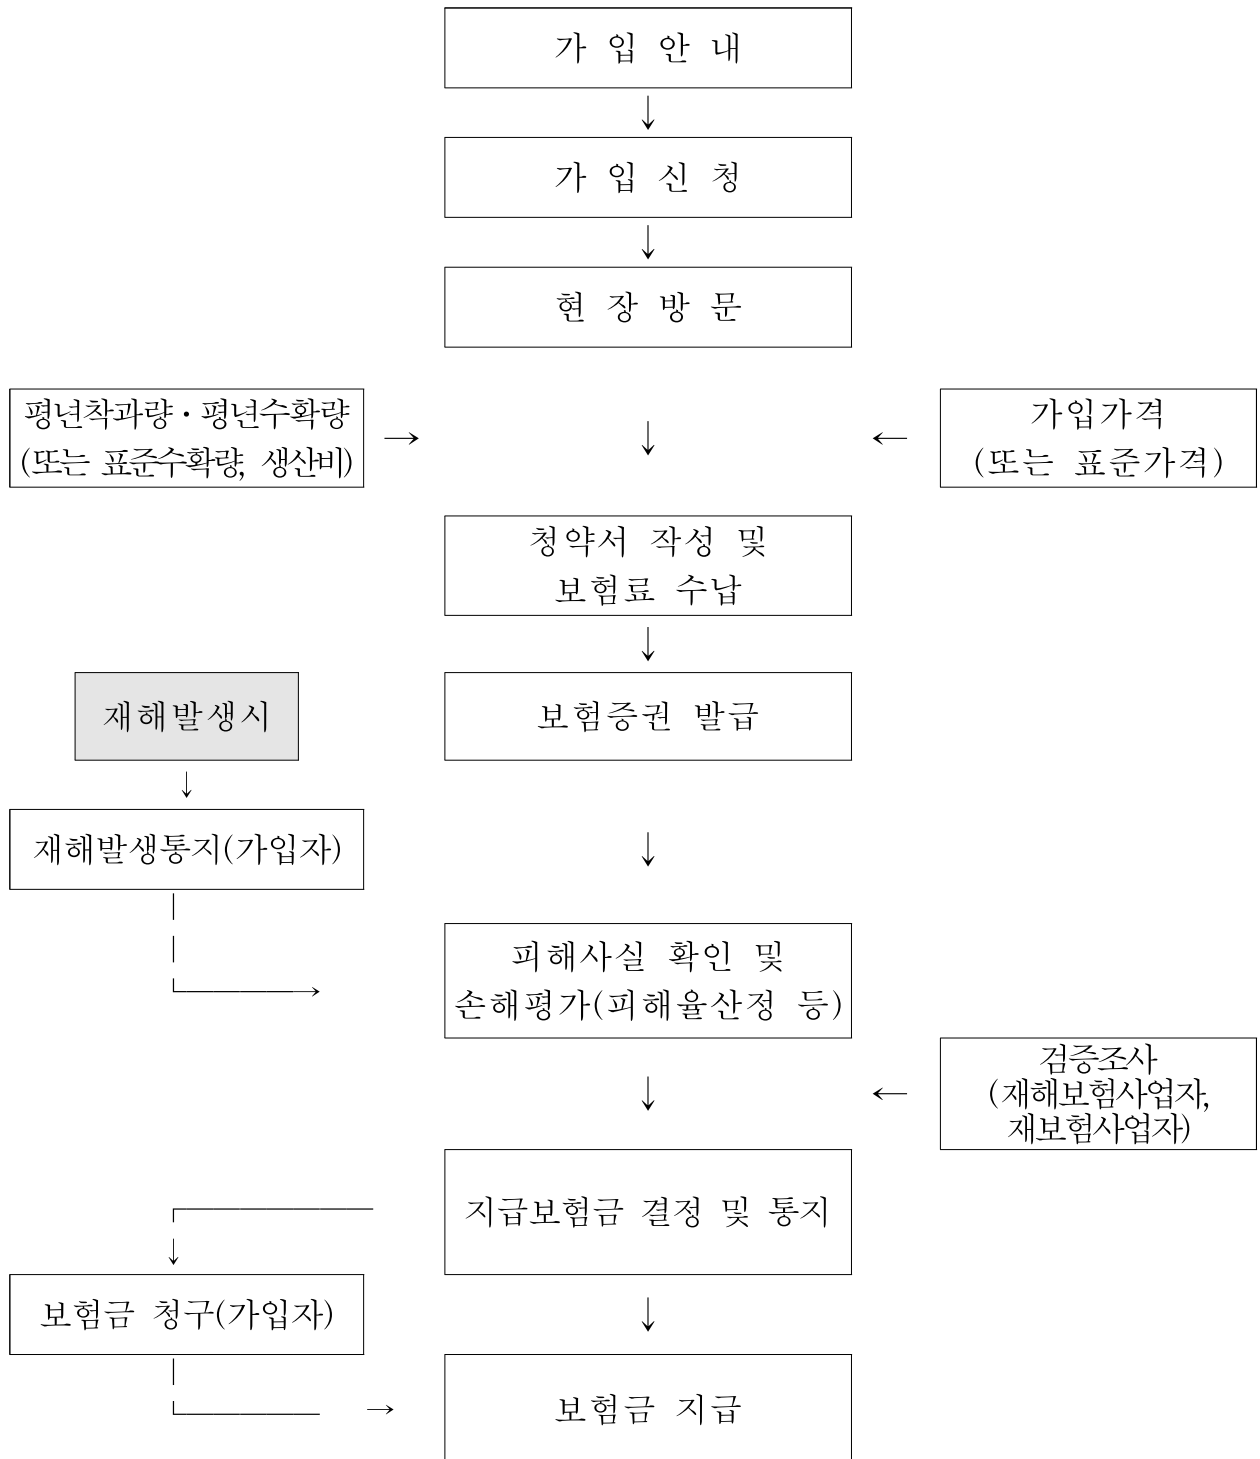 가 입 안 내
↓
가 입 신 청
↓
현 장 방 문
평년착과량·평년수확량
(또는 표준수확량, 생산비)
→
↓
←
가입가격
(또는 표준가격)
청약서 작성 및
보험료 수납
↓
재해발생시
보험증권 발급
↓
재해발생통지(가입자)
↓
피해사실 확인 및
손해평가(피해율산정 등)
↓
←
검증조사
(재해보험사업자,
재보험사업자)
지급보험금 결정 및 통지
↓
보험금 청구(가입자)
↓
→
보험금 지급